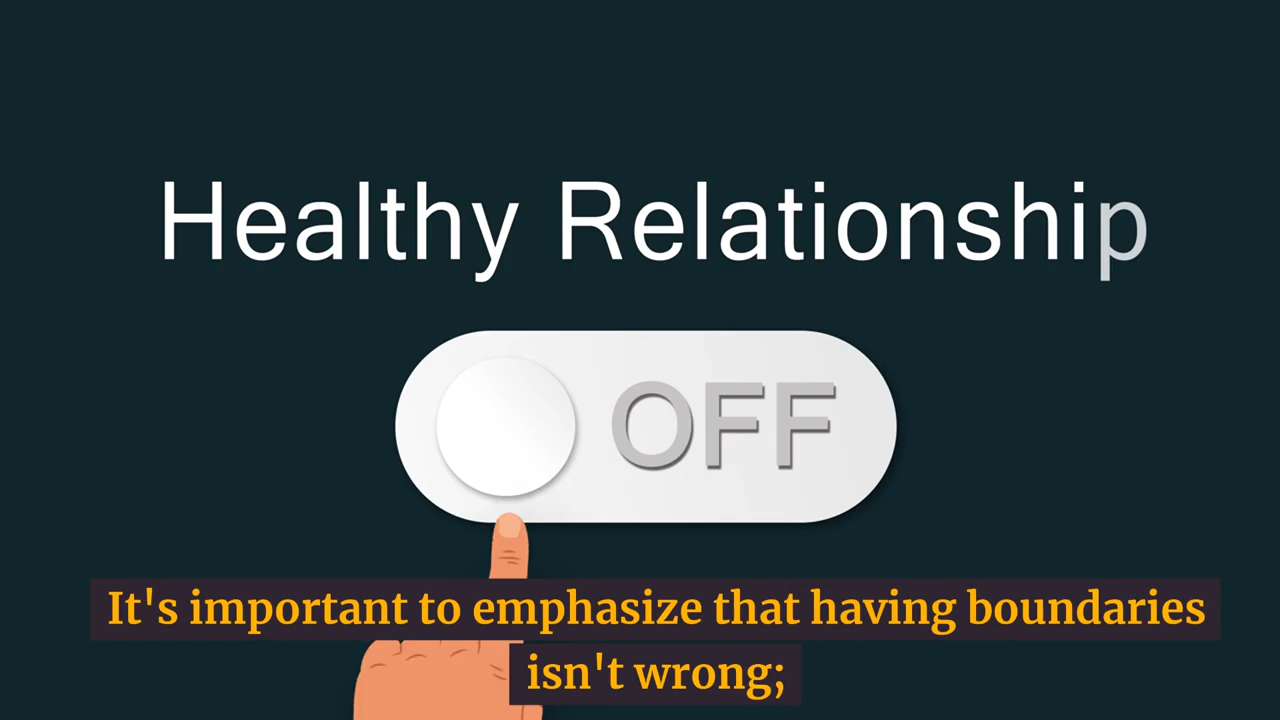 Healthy Relationship
OFF
It's important to emphasize that having boundaries
isn't wrong;